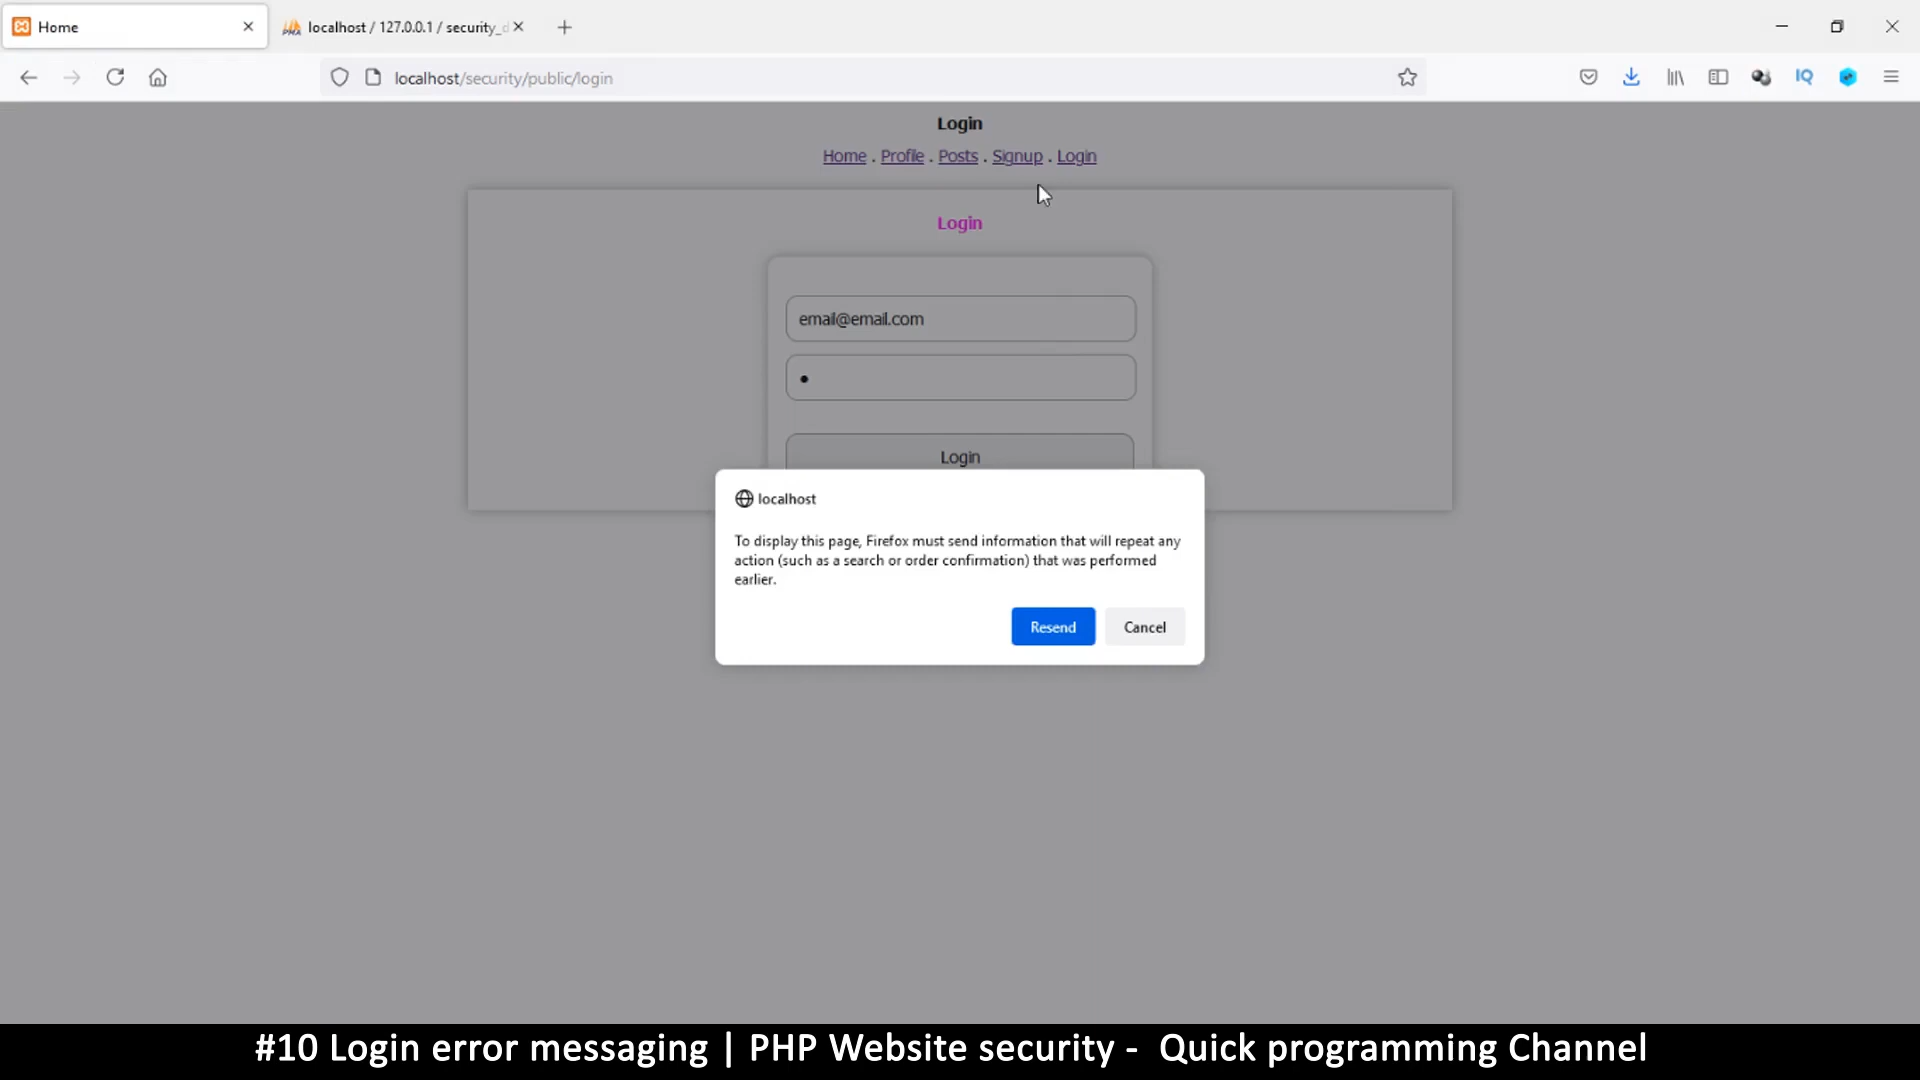 Home
localhost / 127.0.0.1 / security_d
localhost/security/public/login
IQ
Login
Home . Profile . Posts . Signup . Login
Login
email@email.com
Login
localhost
To display this page, Firefox must send information that will repeat any
action (such as a search or order confirmation) that was performed
earlier.
Resend Cancel
#10 Login error messaging | PHP Website security - Quick programming Channel